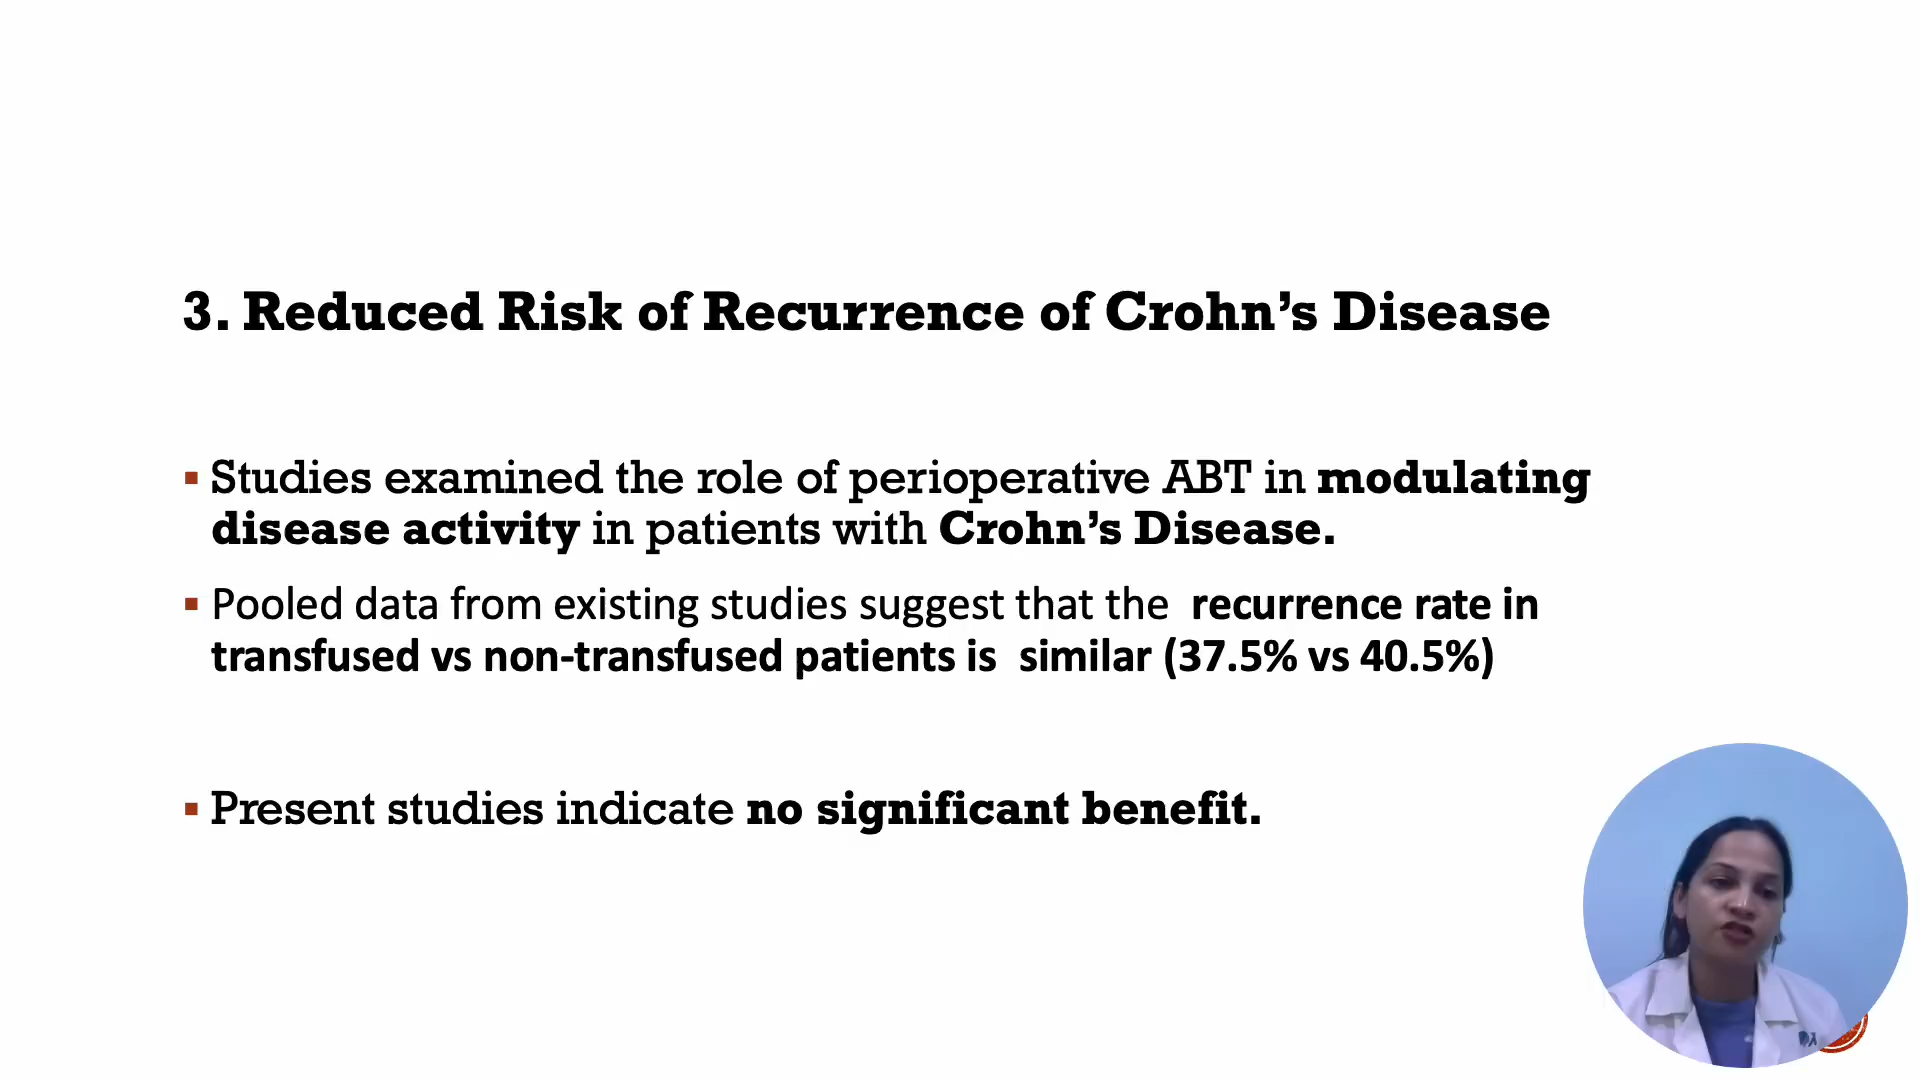 3. Reduced Risk of Recurrence of Crohn’s Disease
▪ Studies examined the role of perioperative ABT in modulating
disease activity in patients with Crohn’s Disease.
▪ Pooled data from existing studies suggest that the recurrence rate in
transfused vs non-transfused patients is similar (37.5% vs 40.5%)
▪ Present studies indicate no significant benefit.